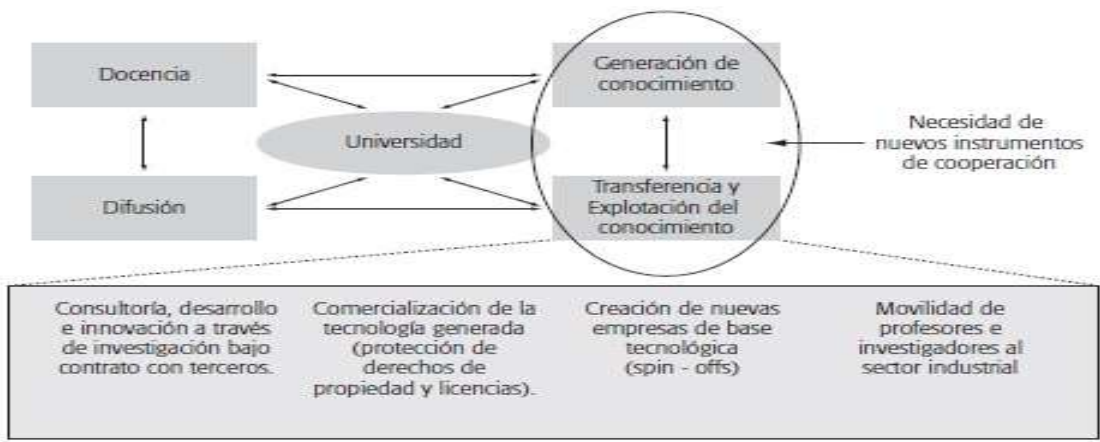 Docencia
Generación de
conocimiento
Universidad
Necesidad de
nuevos instrumentos
de cooperación
Difusión
Transferencia y
Explotación del
conocimiento
Consultoría, desarrollo
e innovación a través
de investigación bajo
contrato con terceros.
Comercialización de la
tecnología generada
(protección de
derechos de
propiedad y licencias).
Creación de nuevas
empresas de base
tecnológica
(spin - offs)
Movilidad de
profesores e
investigadores al
sector industrial